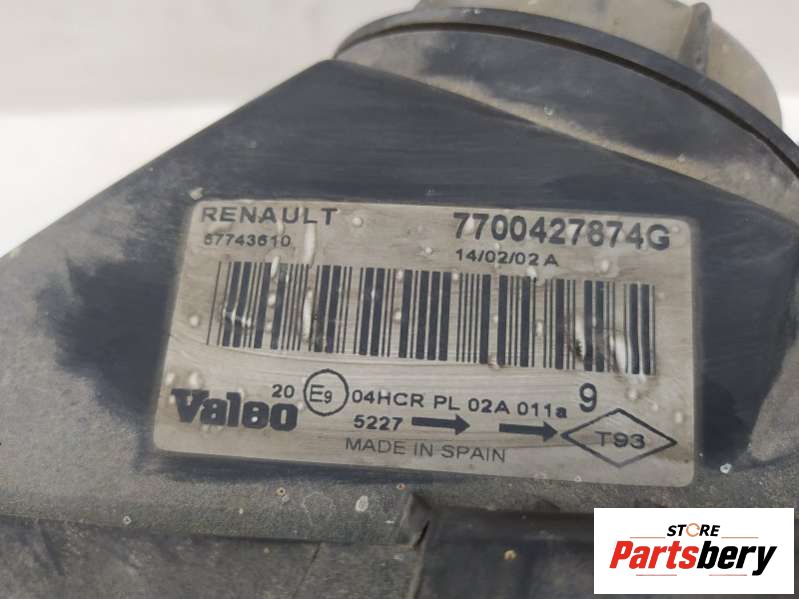 RENAULT 7700427874G
67743610 14/02/02 A
20 E9 04HCR PL 02A 011a 9
Valeo 5227 T93
MADE IN SPAIN
STORE
Partsbery